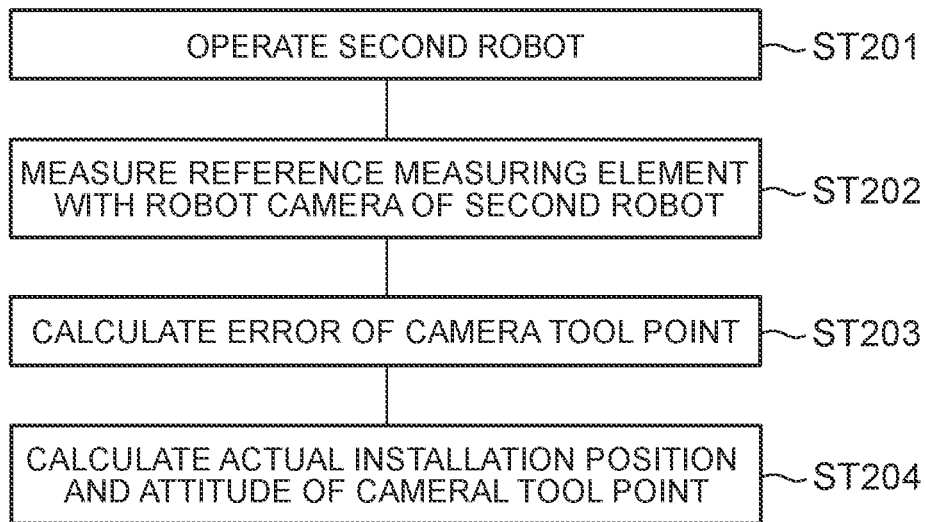 OPERATE SECOND ROBOT
ST201
MEASURE REFERENCE MEASURING ELEMENT
WITH ROBOT CAMERA OF SECOND ROBOT
ST202
CALCULATE ERROR OF CAMERA TOOL POINT
ST203
CALCULATE ACTUAL INSTALLATION POSITION
AND ATTITUDE OF CAMERAL TOOL POINT
ST204